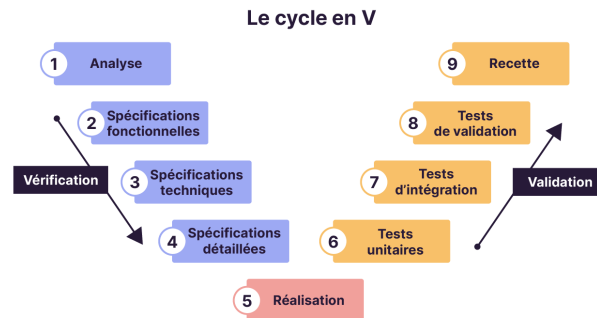 Le cycle en V
1 Analyse
2 Spécifications
fonctionnelles
Vérification
3 Spécifications
techniques
4 Spécifications
détaillées
5 Réalisation
6 Tests
unitaires
7 Tests
d'intégration
Validation
8 Tests
de validation
9 Recette